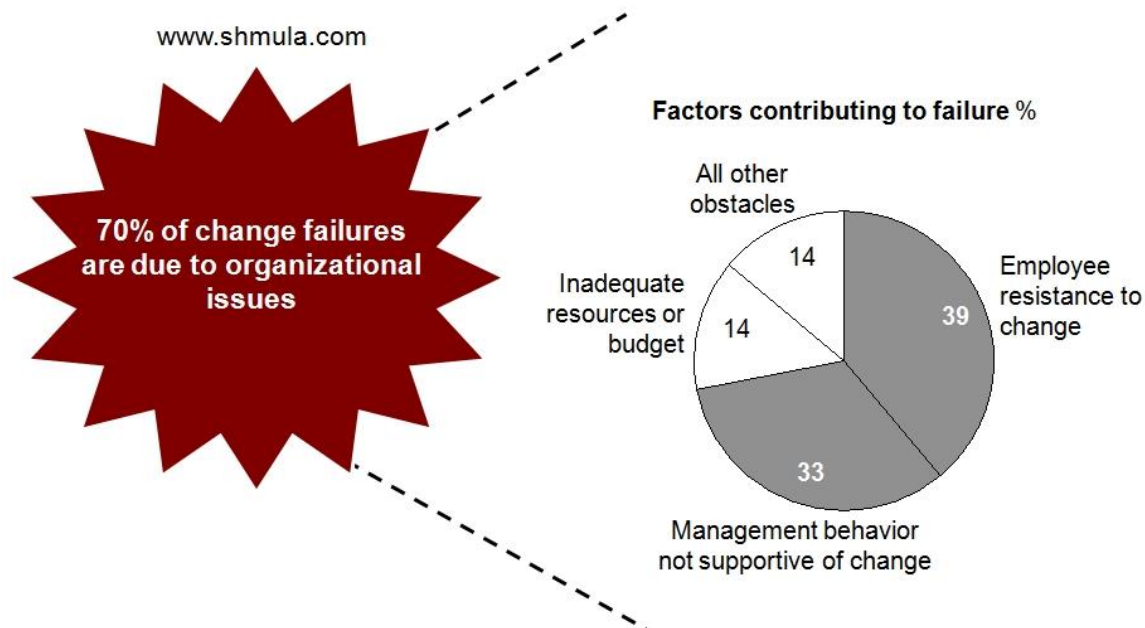 www.shmula.com
70% of change failures
are due to organizational
issues
Factors contributing to failure %
All other
obstacles
14
Inadequate
resources or
budget
14
Employee
resistance to
change
39
33
Management behavior
not supportive of change